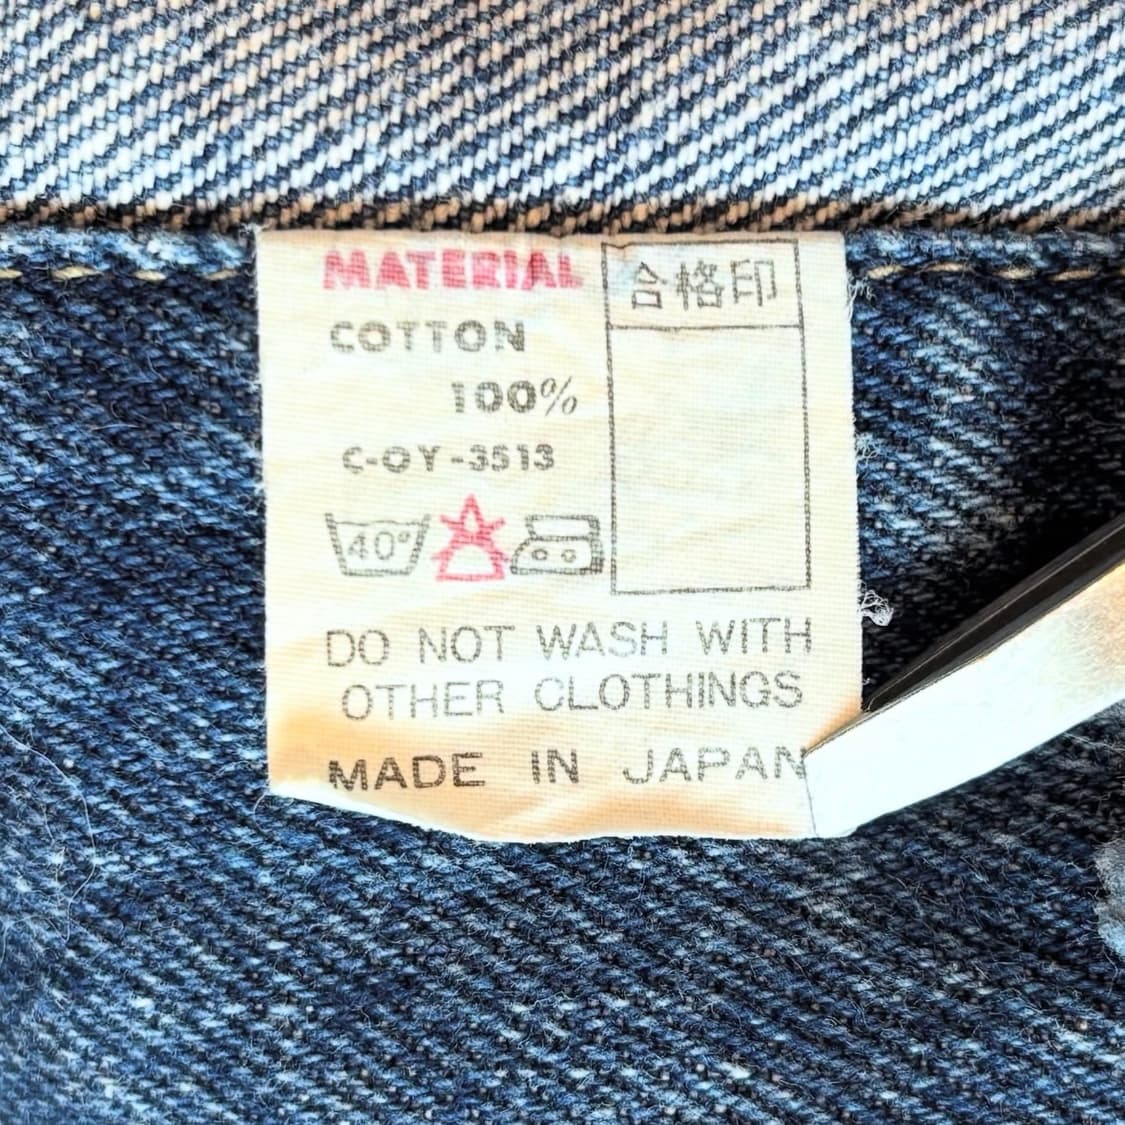 MATERIAL
COTTON
100%
C-OY-3513
40°
合格印
DO NOT WASH WITH
OTHER CLOTHINGS
MADE IN JAPAN